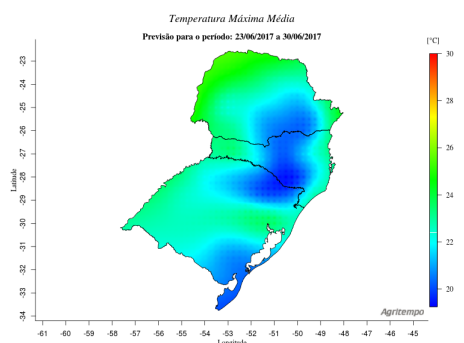 Temperatura Máxima Média
Previsão para o período: 23/06/2017 a 30/06/2017
[°C]
30
28
26
24
22
20
-23
-24
-25
-26
-27
-28
-29
-30
-31
-32
-33
-34
Latitude
Agritempo
-61 -60 -59 -58 -57 -56 -55 -54 -53 -52 -51 -50 -49 -48 -47 -46 -45
Longitude